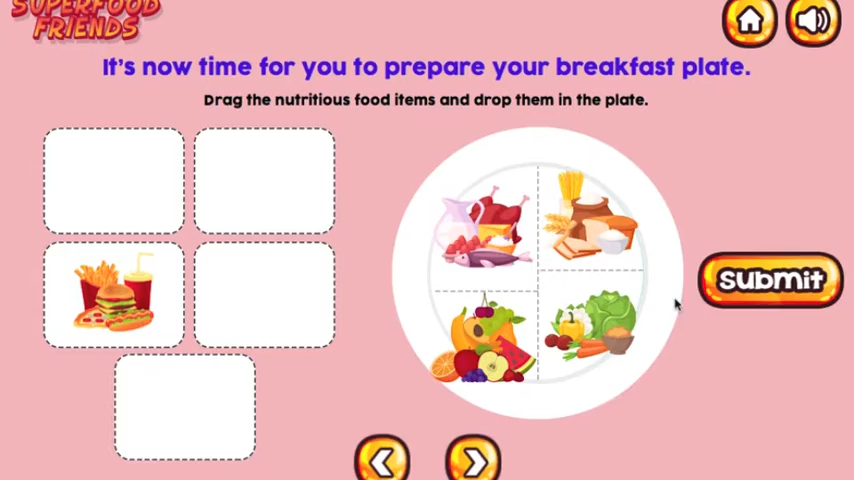 SUPERFOOD
FRIENDS
It's now time for you to prepare your breakfast plate.
Drag the nutritious food items and drop them in the plate.
submit